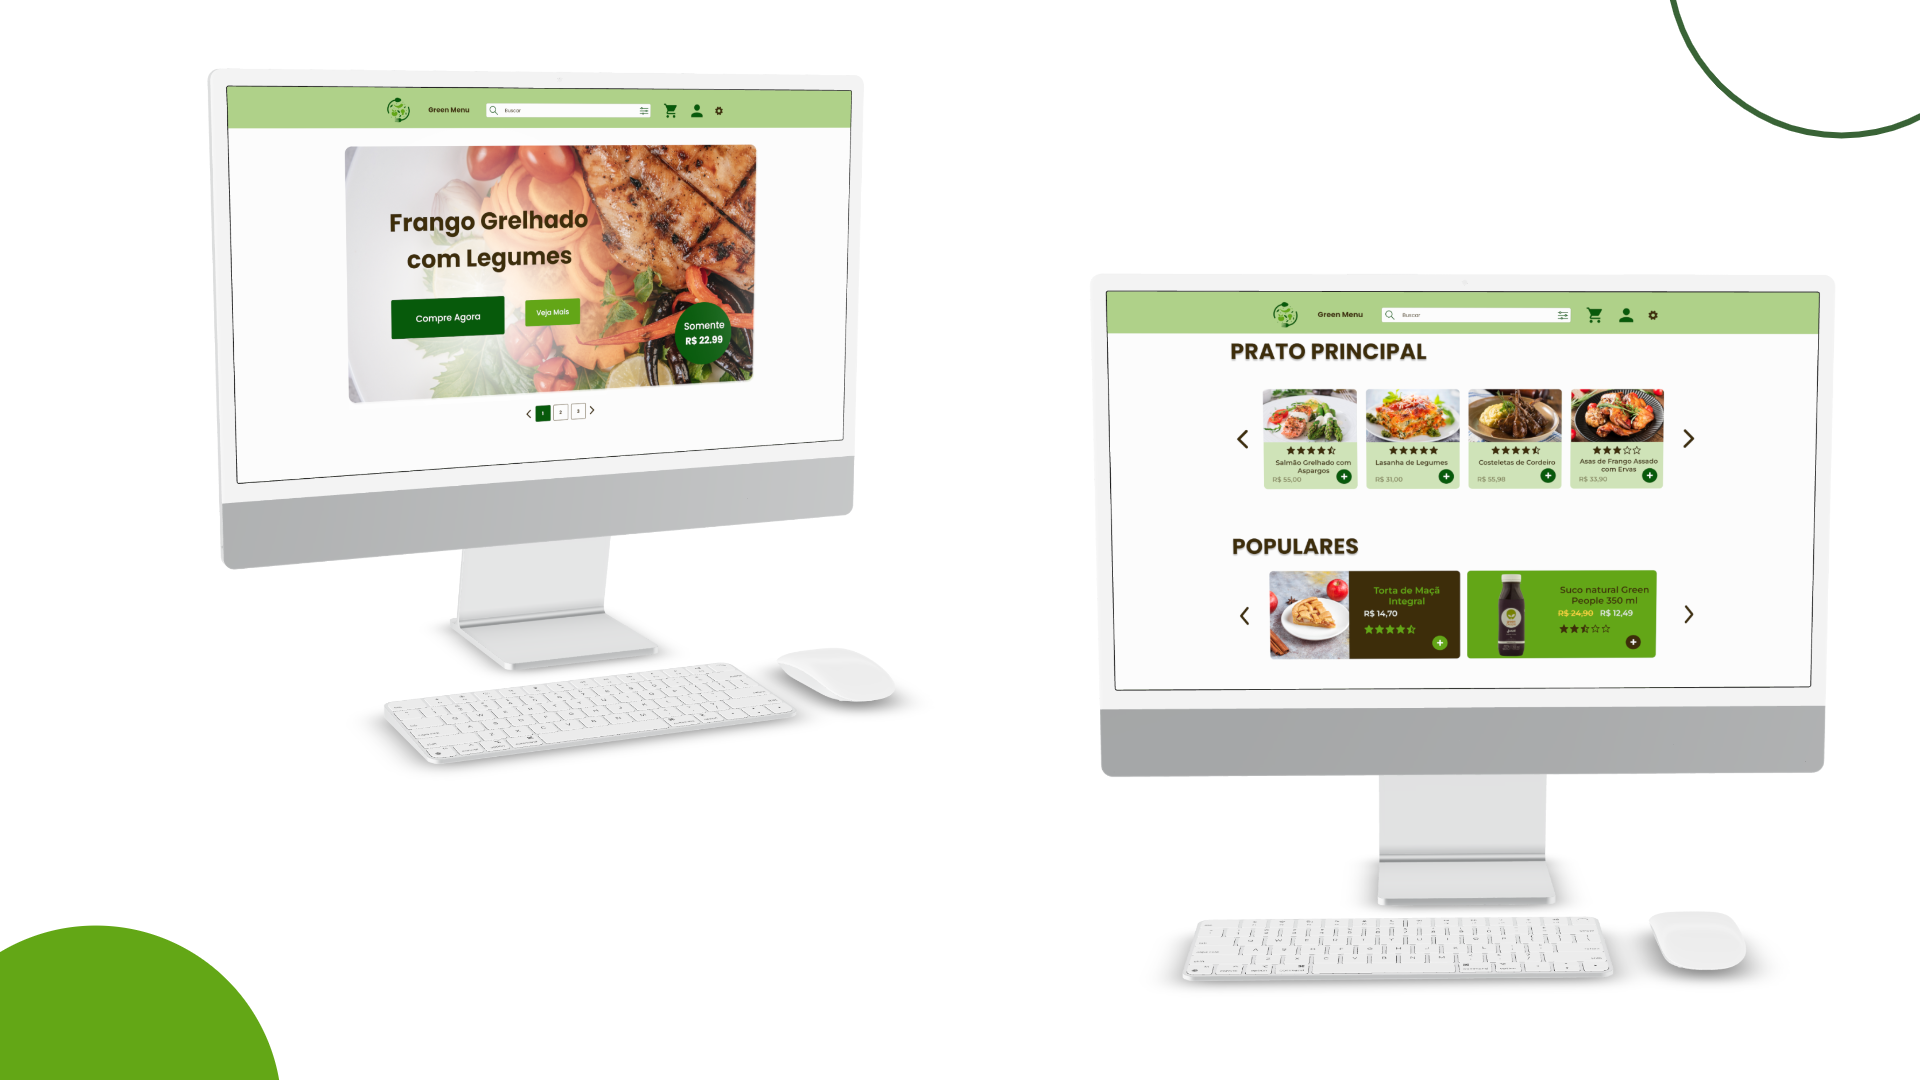 Green Menu
Buscar
Frango Grelhado
com Legumes
Compre Agora
Veja Mais
Somente
R$ 22.99
1
2
3
Green Menu
Buscar
PRATO PRINCIPAL
Salmão Grelhado com
Aspargos
R$ 55,00
Lasanha de Legumes
R$ 31,00
Costeletas de Cordeiro
R$ 55,98
Asas de Frango Assado
com Ervas
R$ 33,90
POPULARES
Torta de Maçã
Integral
R$ 14,70
Suco natural Green
People 350 ml
R$ 24,90 R$ 12,49